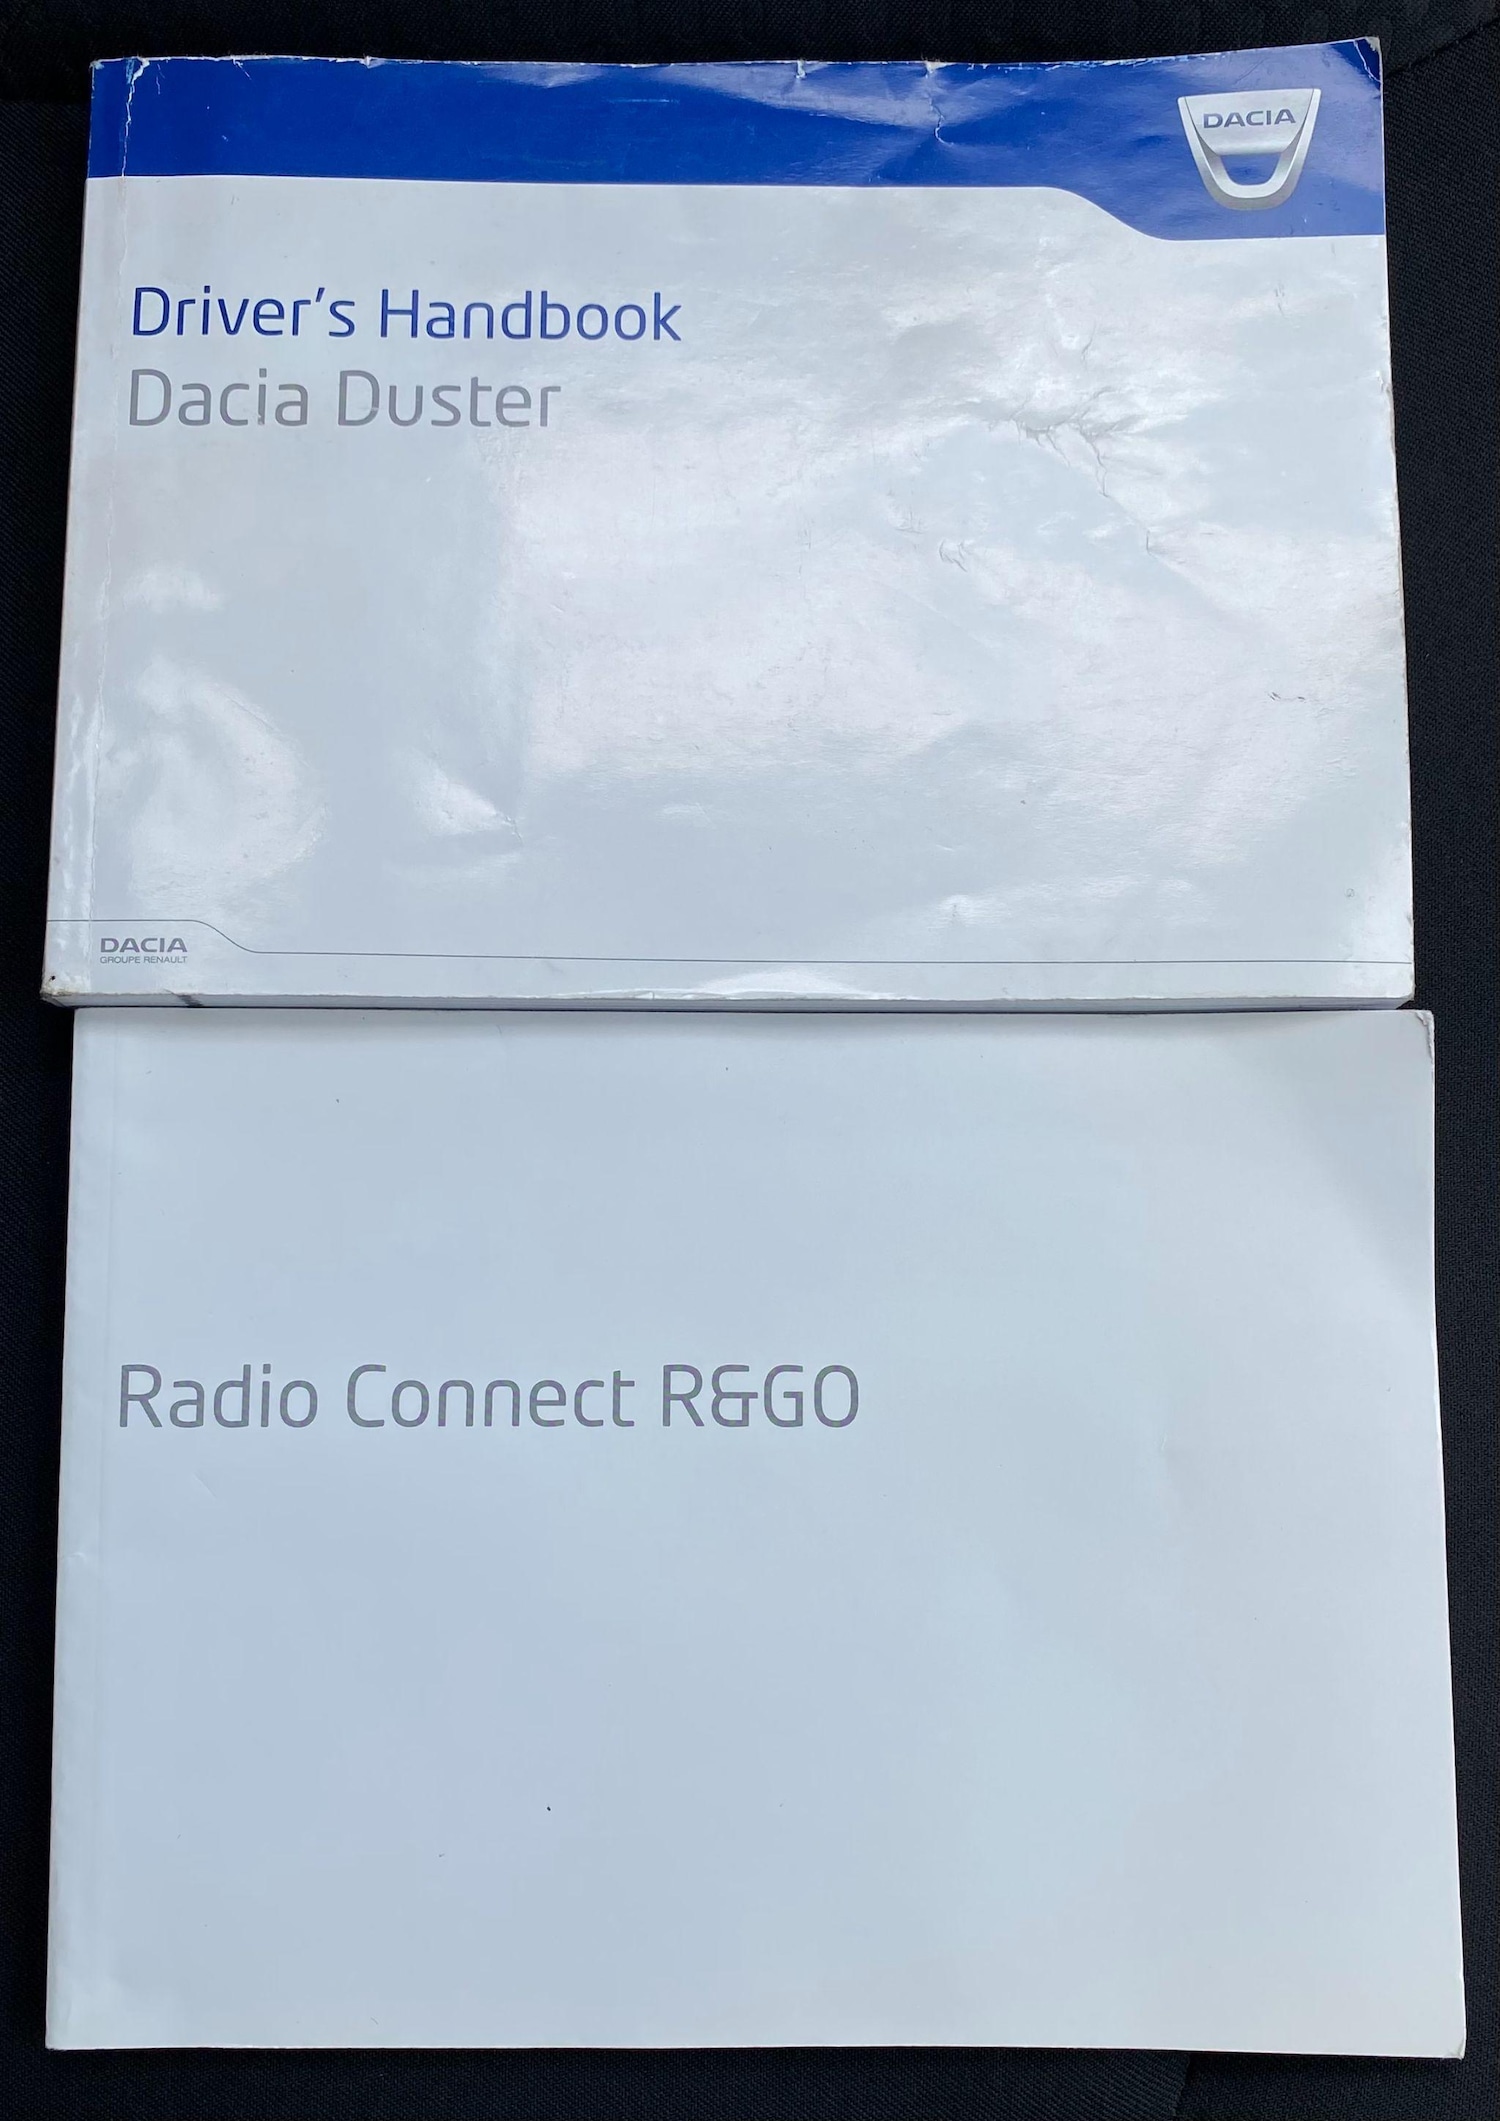 DACIA
Driver's Handbook
Dacia Duster
DACIA
GROUPE RENAULT
Radio Connect R&GO